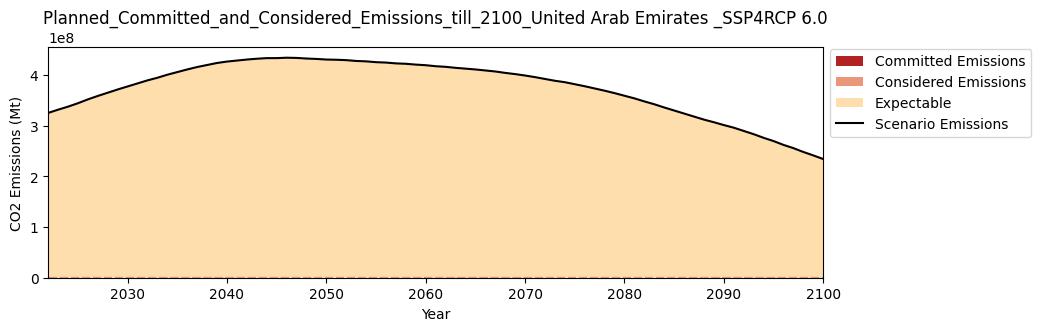 Planned_Committed_and_Considered_Emissions_till_2100_United Arab Emirates _SSP4RCP 6.0
1e8
4
3
2
1
0
CO2 Emissions (Mt)
2030 2040 2050 2060 2070 2080 2090 2100
Year
Committed Emissions
Considered Emissions
Expectable
Scenario Emissions